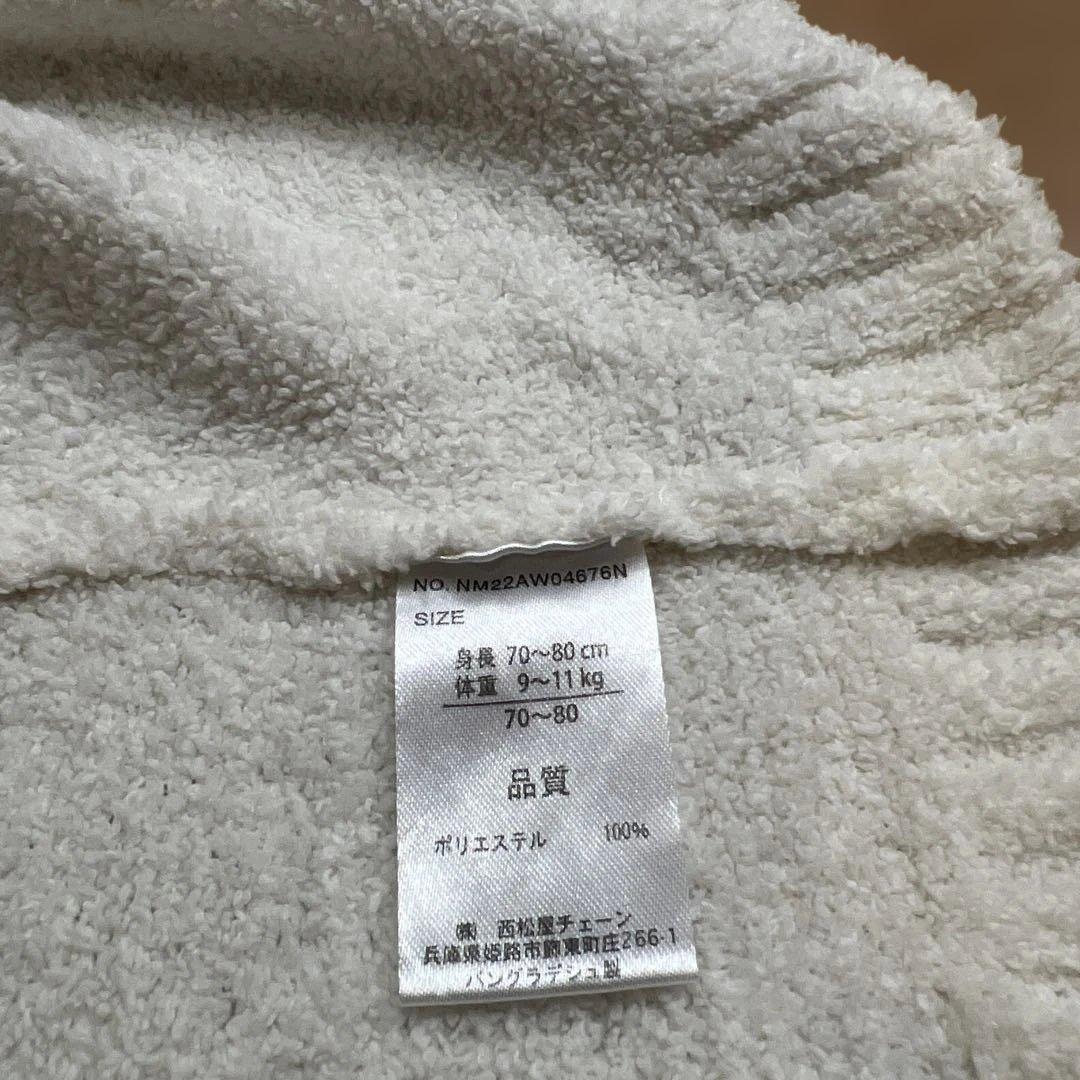 NO. NM22AW04676N
SIZE
身長 70〜80 cm
体重 9〜11 kg
70〜80
品質
ポリエステル 100%
㈱ 西松屋チェーン
兵庫県姫路市飾東町庄266-1
バングラデシュ製